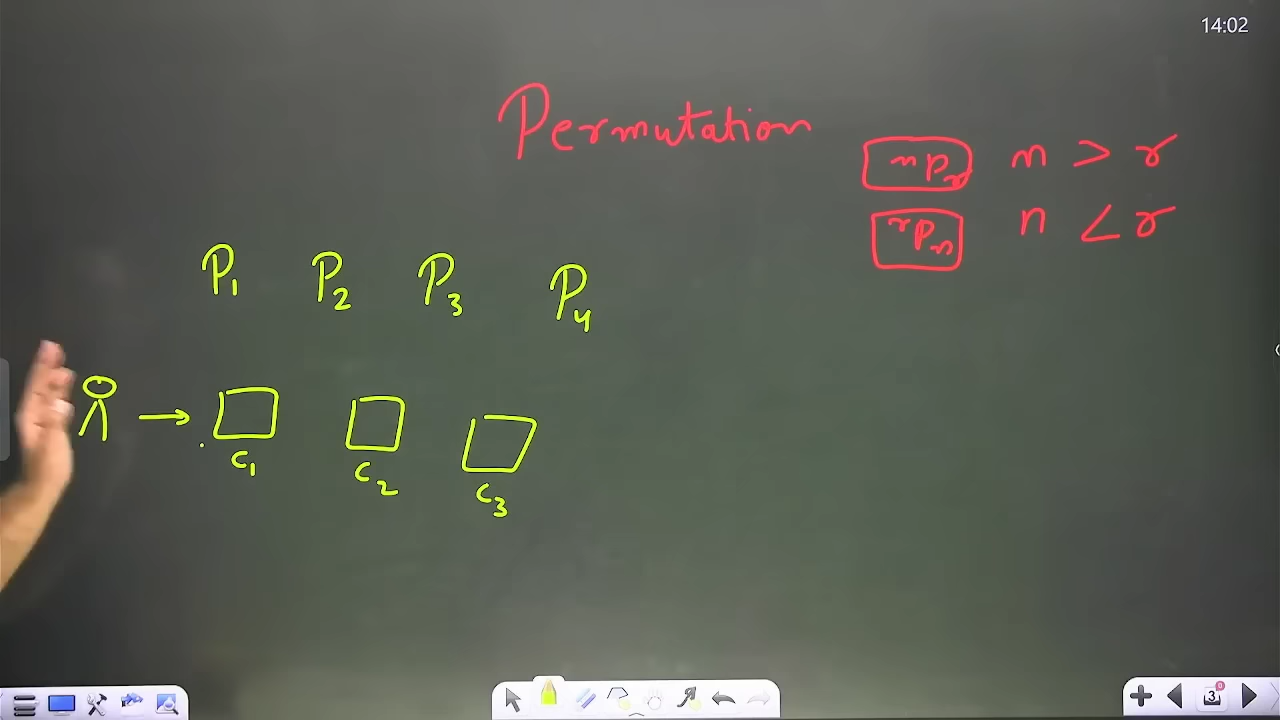 14:02
Permutation
ⁿPᵣ n > r
ʳPₙ n < r
P₁ P₂ P₃ P₄
→
C₁ C₂ C₃
3